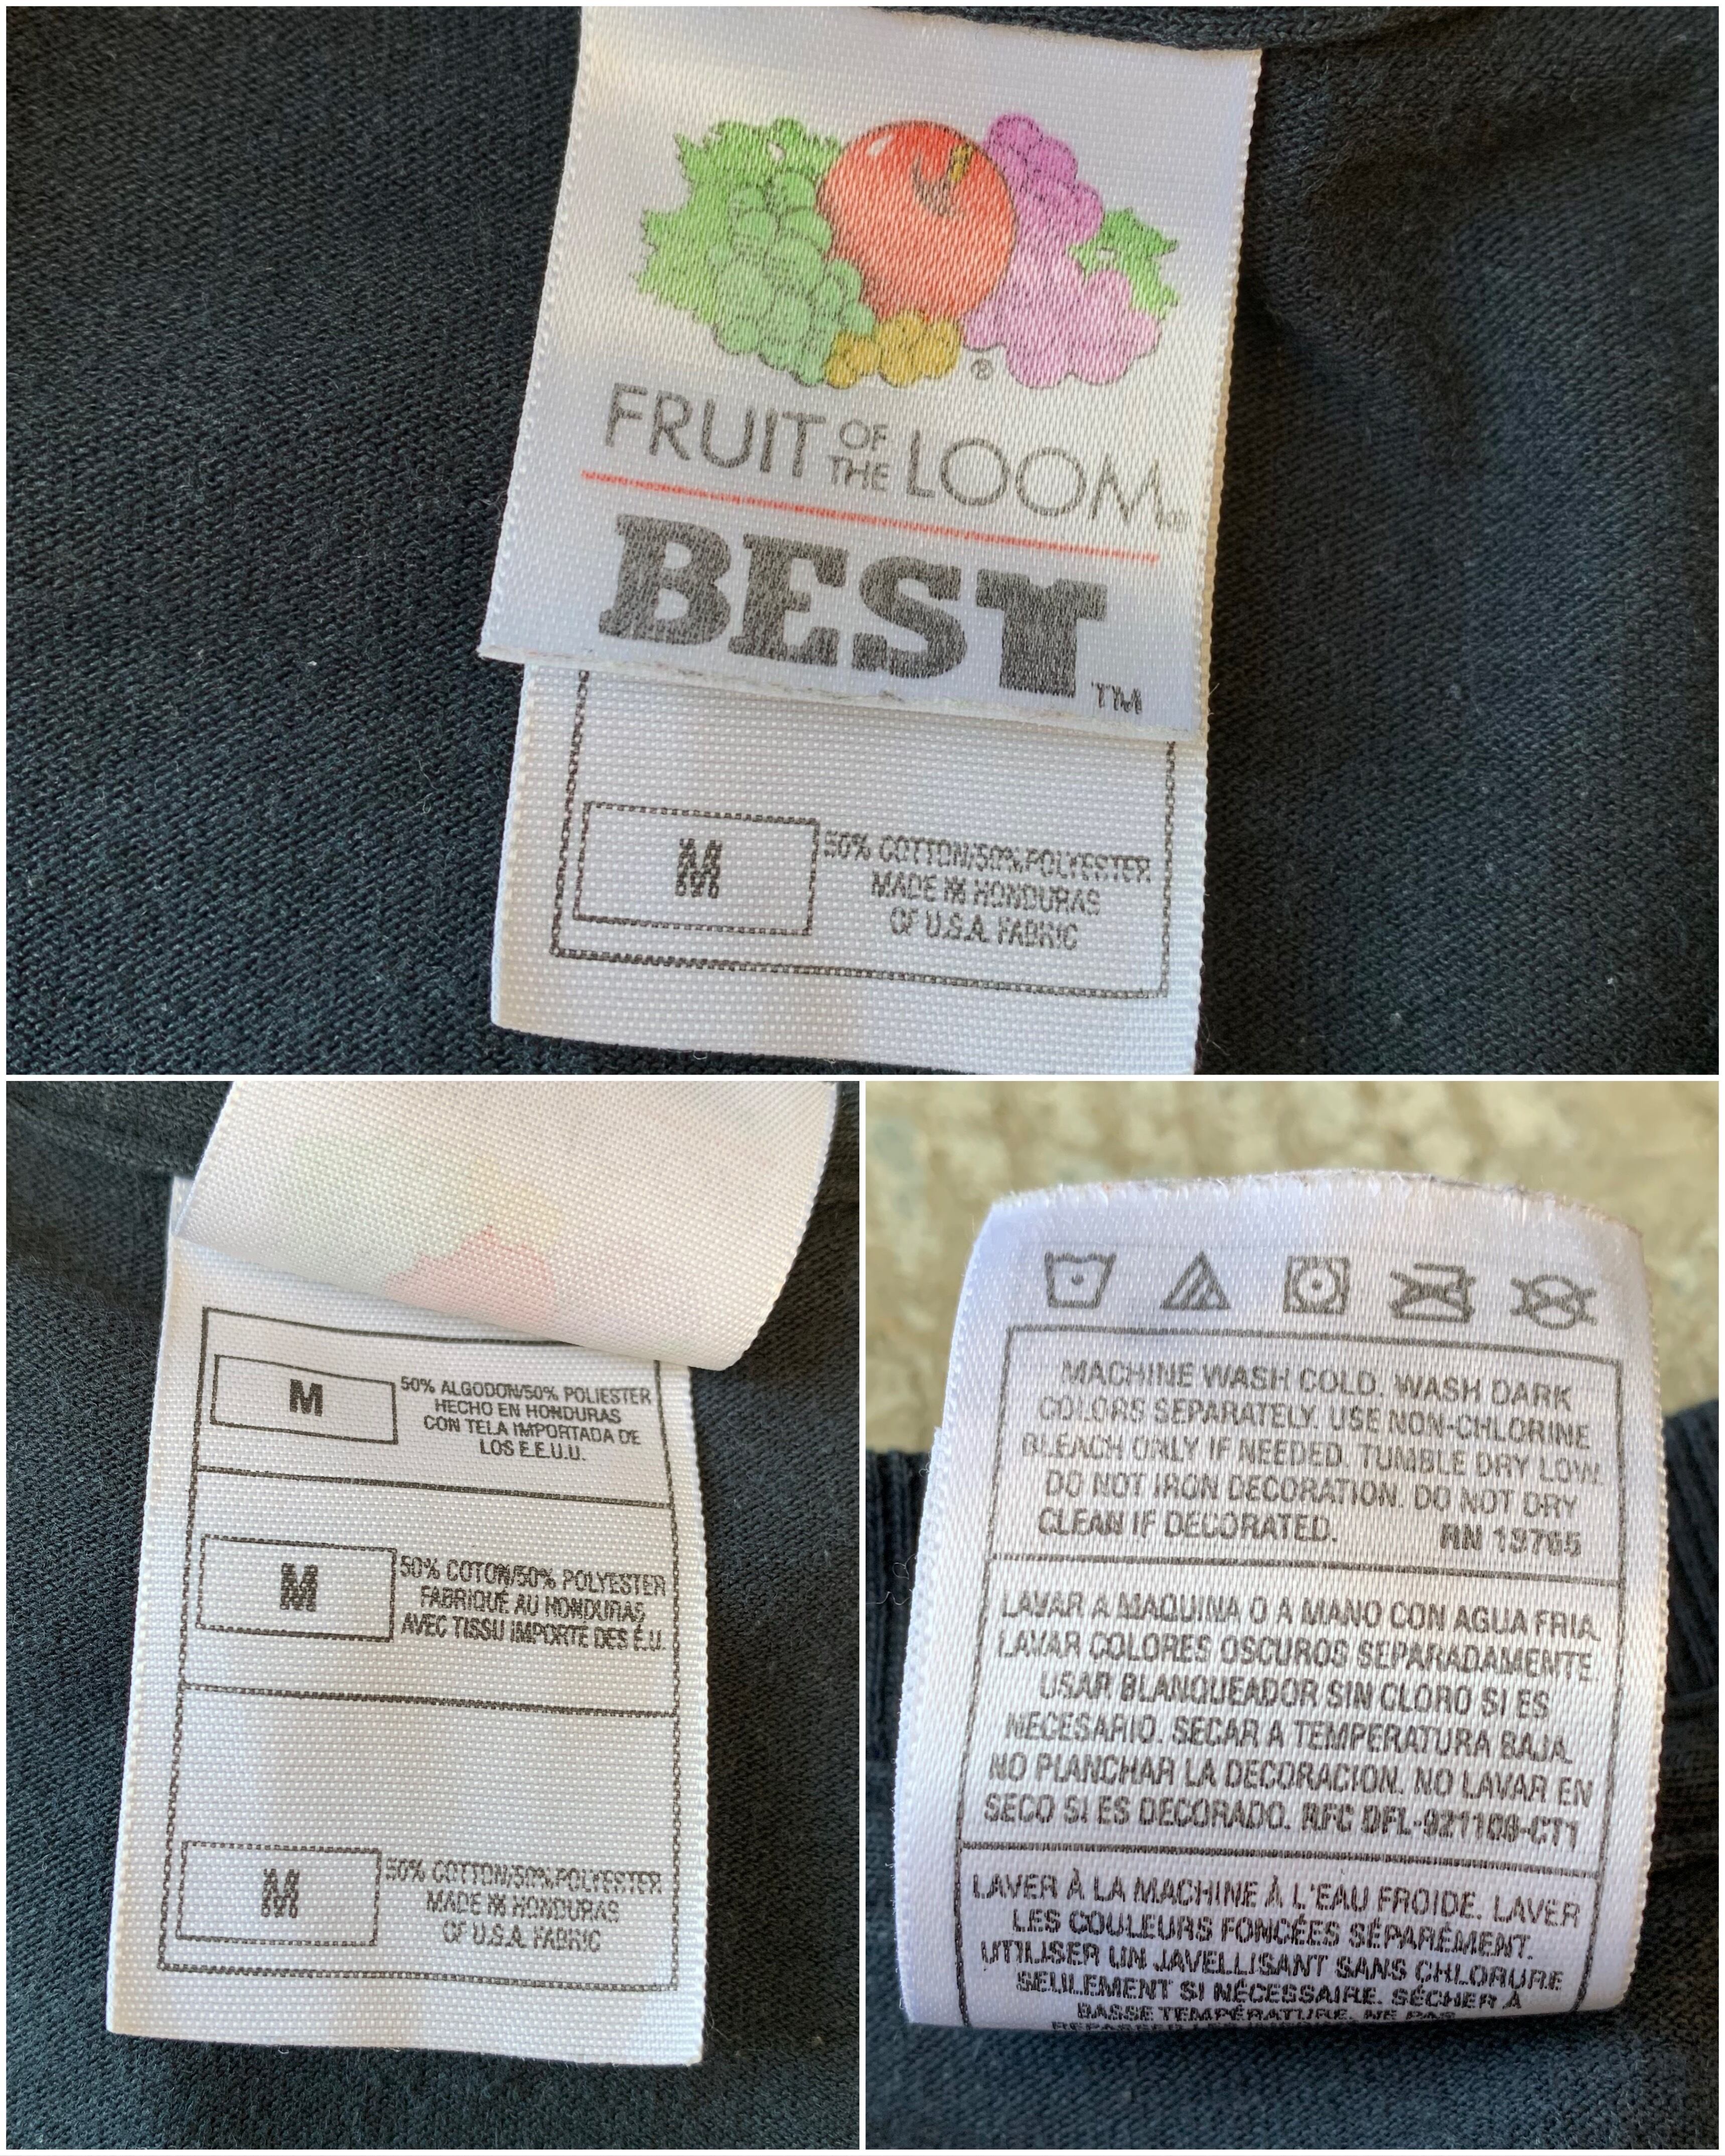 ®
FRUIT OF THE LOOM®
BEST™
M
50% COTTON/50% POLYESTER
MADE IN HONDURAS
OF U.S.A. FABRIC
M
50% ALGODON/50% POLIESTER
HECHO EN HONDURAS
CON TELA IMPORTADA DE
LOS E.E.U.U.
M
50% COTON/50% POLYESTER
FABRIQUÉ AU HONDURAS
AVEC TISSU IMPORTÉ DES É.U.
M
50% COTTON/50% POLYESTER
MADE IN HONDURAS
OF U.S.A. FABRIC
MACHINE WASH COLD. WASH DARK
COLORS SEPARATELY. USE NON-CHLORINE
BLEACH ONLY IF NEEDED. TUMBLE DRY LOW.
DO NOT IRON DECORATION. DO NOT DRY
CLEAN IF DECORATED. RN 13765
LAVAR A MAQUINA O A MANO CON AGUA FRIA.
LAVAR COLORES OSCUROS SEPARADAMENTE.
USAR BLANQUEADOR SIN CLORO SI ES
NECESARIO. SECAR A TEMPERATURA BAJA.
NO PLANCHAR LA DECORACION. NO LAVAR EN
SECO SI ES DECORADO. RFC DFL-921109-CT1
LAVER À LA MACHINE À L'EAU FROIDE. LAVER
LES COULEURS FONCÉES SÉPARÉMENT.
UTILISER UN JAVELLISANT SANS CHLORURE
SEULEMENT SI NÉCESSAIRE. SÉCHER À
BASSE TEMPÉRATURE. NE PAS